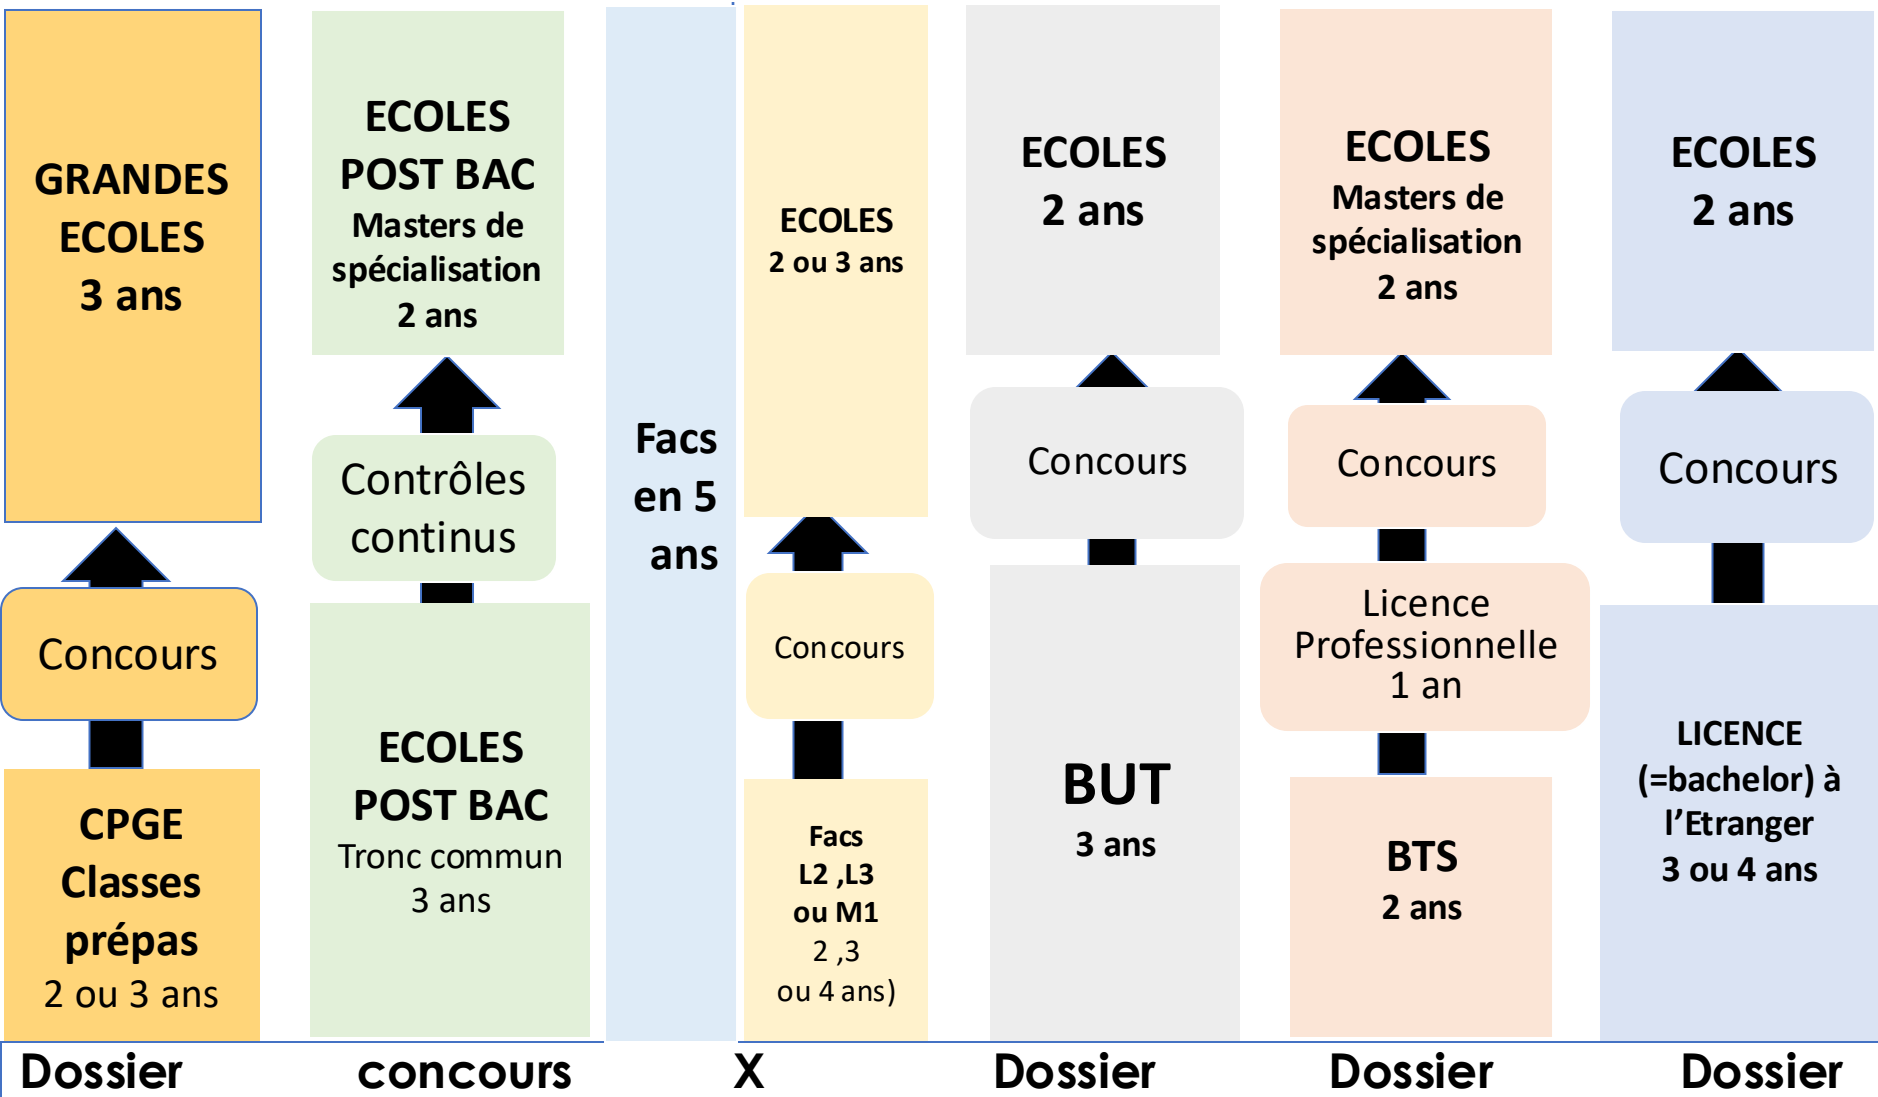 GRANDES
ECOLES
3 ans
Concours
CPGE
Classes
prépas
2 ou 3 ans
Dossier
ECOLES
POST BAC
Masters de
spécialisation
2 ans
Contrôles
continus
ECOLES
POST BAC
Tronc commun
3 ans
concours
Facs
en 5
ans
ECOLES
2 ou 3 ans
Concours
Facs
L2 ,L3
ou M1
2 ,3
ou 4 ans)
X
ECOLES
2 ans
Concours
BUT
3 ans
Dossier
ECOLES
Masters de
spécialisation
2 ans
Concours
Licence
Professionnelle
1 an
BTS
2 ans
Dossier
ECOLES
2 ans
Concours
LICENCE
(=bachelor) à
l’Etranger
3 ou 4 ans
Dossier